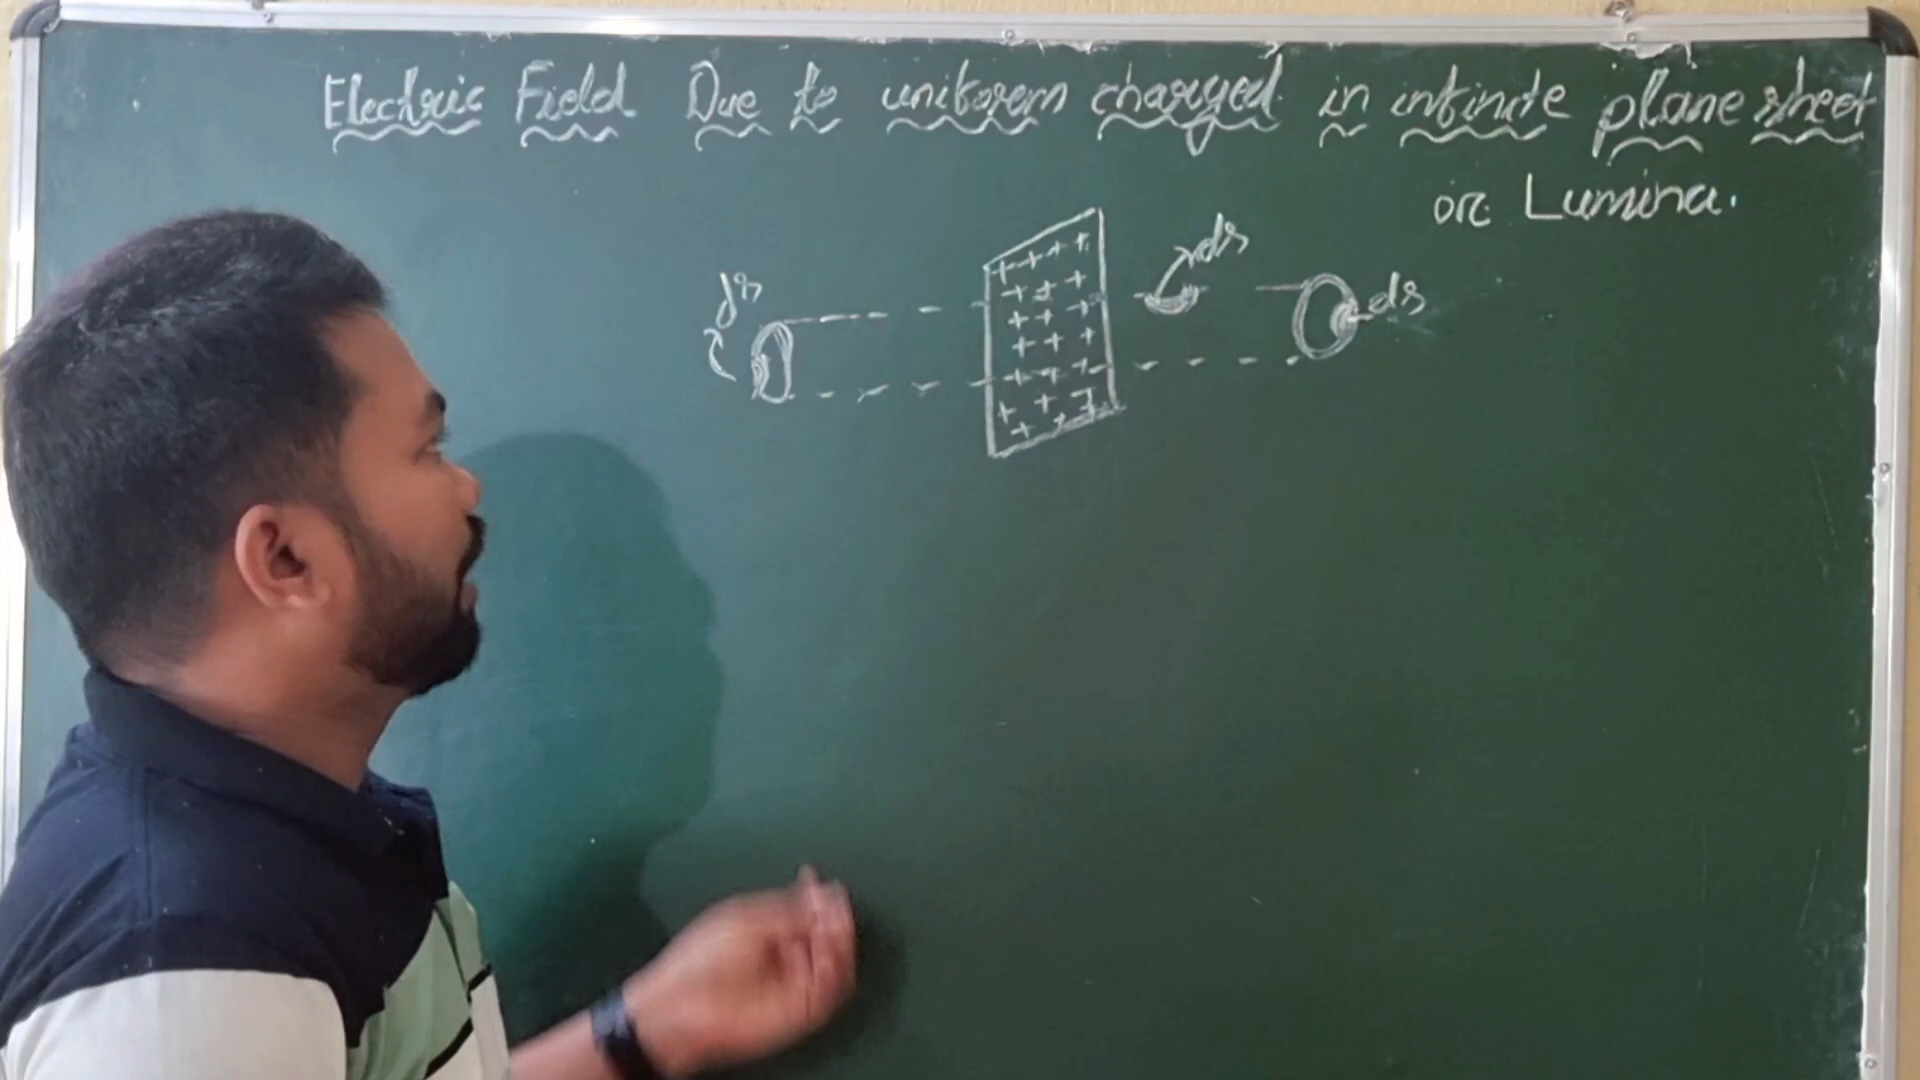 Electric Field Due to uniform charged in infinite plane sheet
or Lumina.
ds
ds
ds